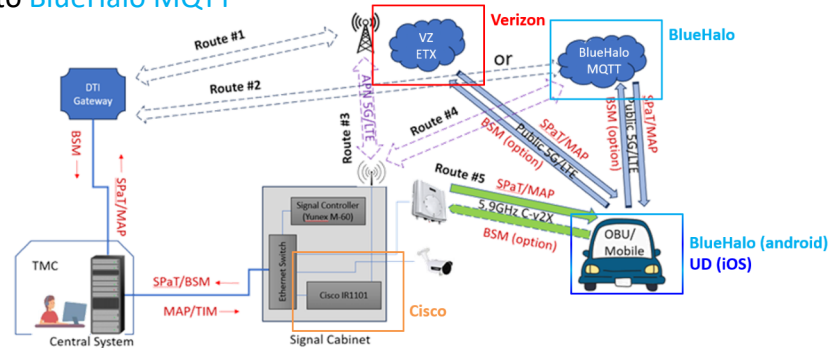 to BlueHalo MQTT
Verizon
VZ
ETX
BlueHalo
BlueHalo
MQTT
or
Route #1
Route #2
DTI
Gateway
APN 5G/LTE
Route #3
Route #4
BSM
SPaT/MAP
SPaT/MAP
Public 5G/LTE
BSM (option)
SPaT/MAP
Public 5G/LTE
BSM (option)
Route #5
SPaT/MAP
5.9GHz C-v2X
BSM (option)
Signal Controller
(Yunex M-60)
Ethernet Switch
Cisco IR1101
Cisco
Signal Cabinet
TMC
Central System
SPaT/BSM
MAP/TIM
OBU/
Mobile
BlueHalo (android)
UD (iOS)